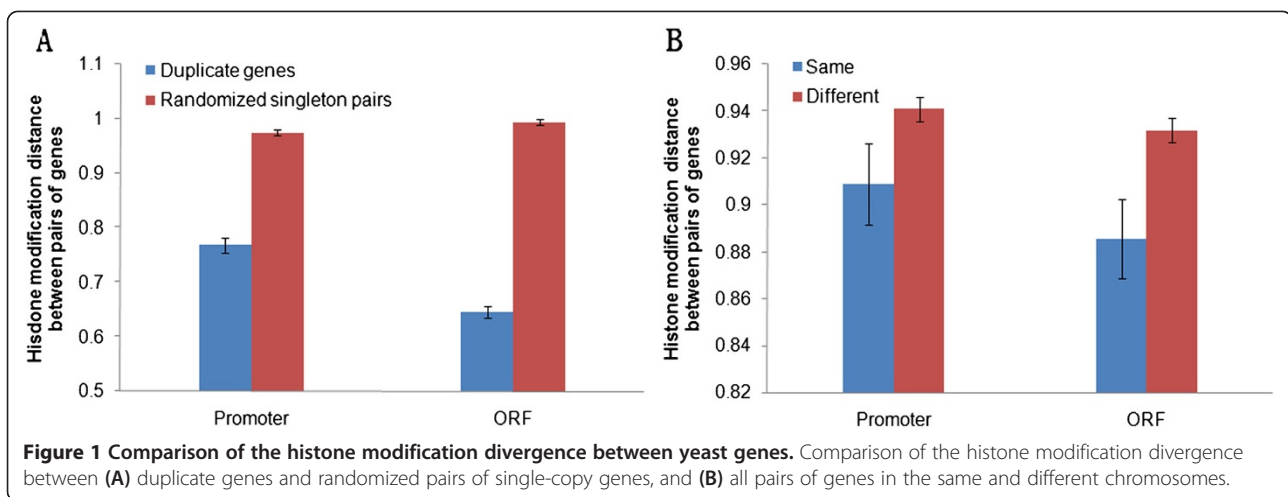 A
Hisdone modification distance
between pairs of genes
1.1
1
0.9
0.8
0.7
0.6
0.5
Duplicate genes
Randomized singleton pairs
Promoter
ORF
B
Histone modification distance
between pairs of genes
0.96
0.94
0.92
0.9
0.88
0.86
0.84
0.82
Same
Different
Promoter
ORF
Figure 1 Comparison of the histone modification divergence between yeast genes. Comparison of the histone modification divergence
between (A) duplicate genes and randomized pairs of single-copy genes, and (B) all pairs of genes in the same and different chromosomes.